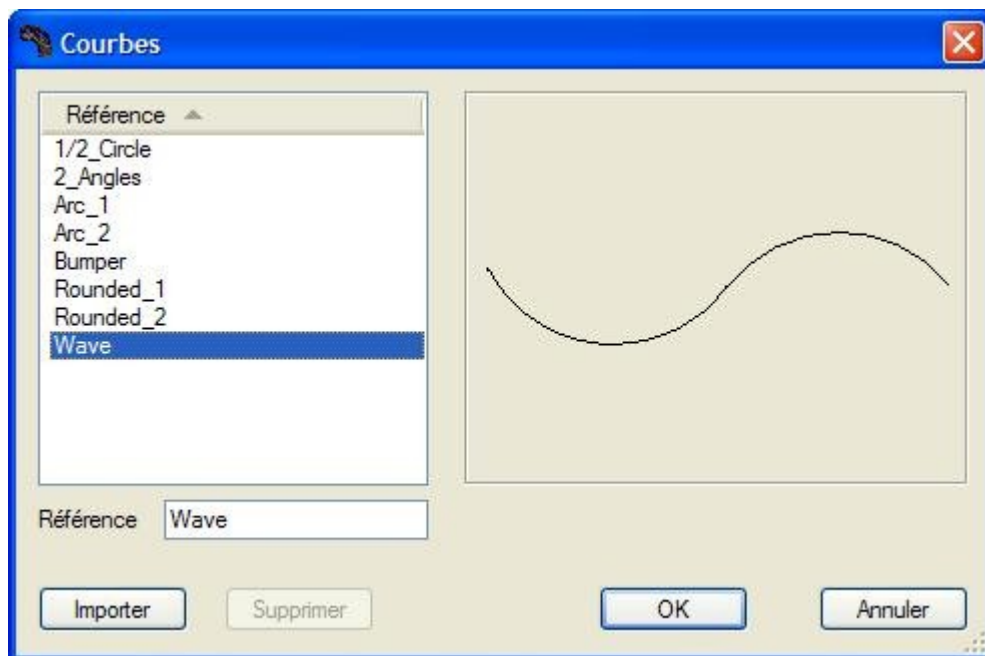 Courbes
Référence
1/2_Circle
2_Angles
Arc_1
Arc_2
Bumper
Rounded_1
Rounded_2
Wave
Référence Wave
Importer Supprimer OK Annuler